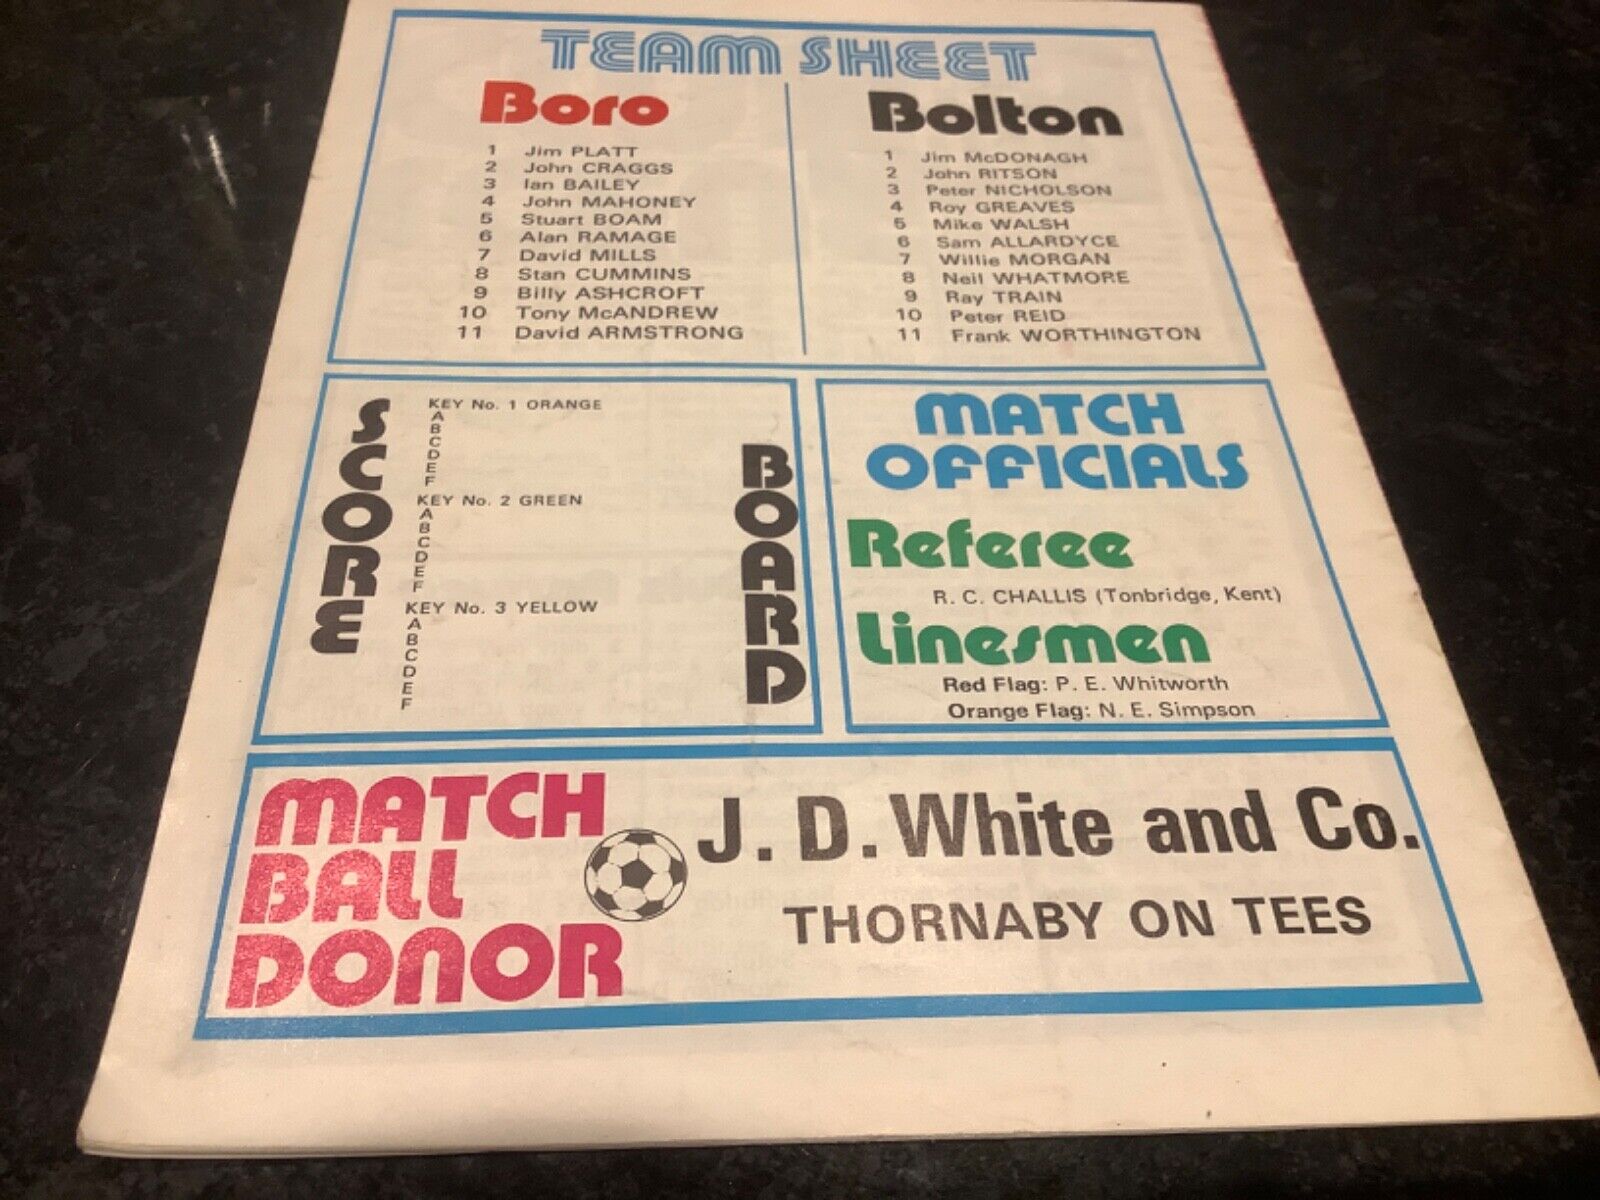 TEAM SHEET
Boro
1 Jim PLATT
2 John CRAGGS
3 Ian BAILEY
4 John MAHONEY
5 Stuart BOAM
6 Alan RAMAGE
7 David MILLS
8 Stan CUMMINS
9 Billy ASHCROFT
10 Tony McANDREW
11 David ARMSTRONG
Bolton
1 Jim McDONAGH
2 John RITSON
3 Peter NICHOLSON
4 Roy GREAVES
5 Mike WALSH
6 Sam ALLARDYCE
7 Willie MORGAN
8 Neil WHATMORE
9 Ray TRAIN
10 Peter REID
11 Frank WORTHINGTON
SCORE
KEY No. 1 ORANGE
A
B
C
D
E
F
KEY No. 2 GREEN
A
B
C
D
E
F
KEY No. 3 YELLOW
A
B
C
D
E
F
BOARD
MATCH
OFFICIALS
Referee
R. C. CHALLIS (Tonbridge, Kent)
Linesmen
Red Flag: P. E. Whitworth
Orange Flag: N. E. Simpson
MATCH
BALL
DONOR
J. D. White and Co.
THORNABY ON TEES